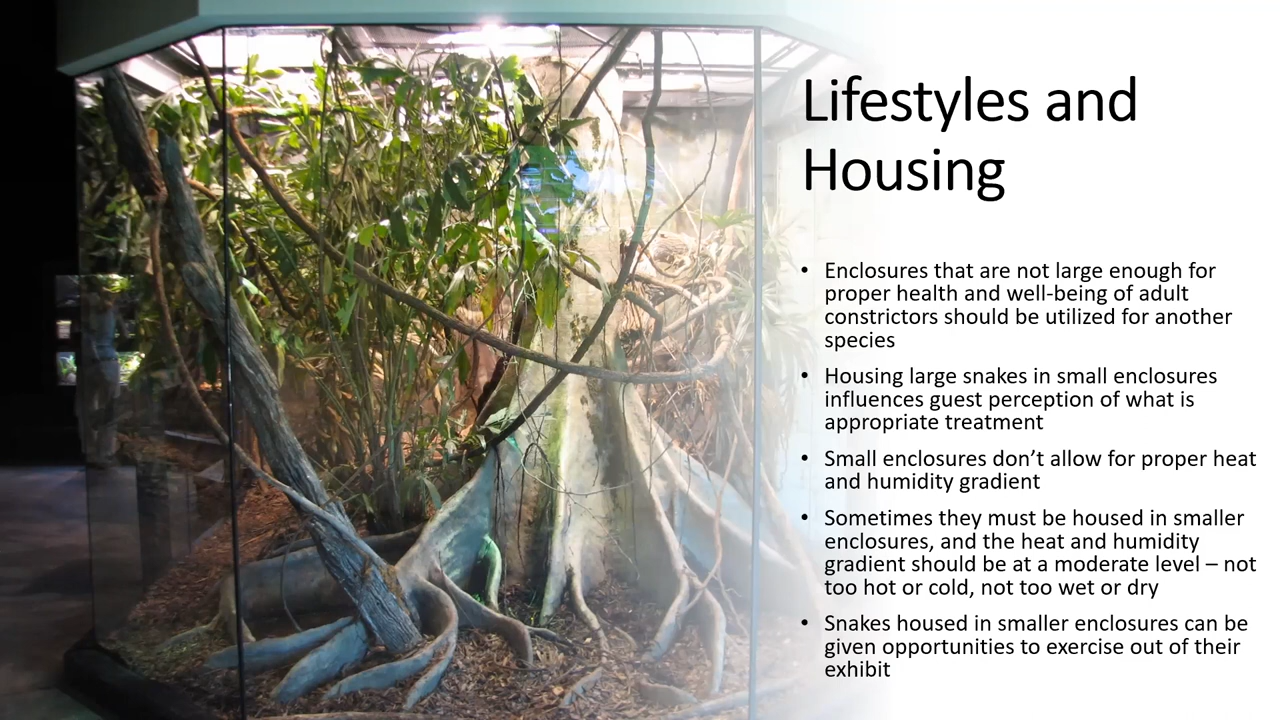 Lifestyles and
Housing
• Enclosures that are not large enough for
proper health and well-being of adult
constrictors should be utilized for another
species
• Housing large snakes in small enclosures
influences guest perception of what is
appropriate treatment
• Small enclosures don’t allow for proper heat
and humidity gradient
• Sometimes they must be housed in smaller
enclosures, and the heat and humidity
gradient should be at a moderate level – not
too hot or cold, not too wet or dry
• Snakes housed in smaller enclosures can be
given opportunities to exercise out of their
exhibit